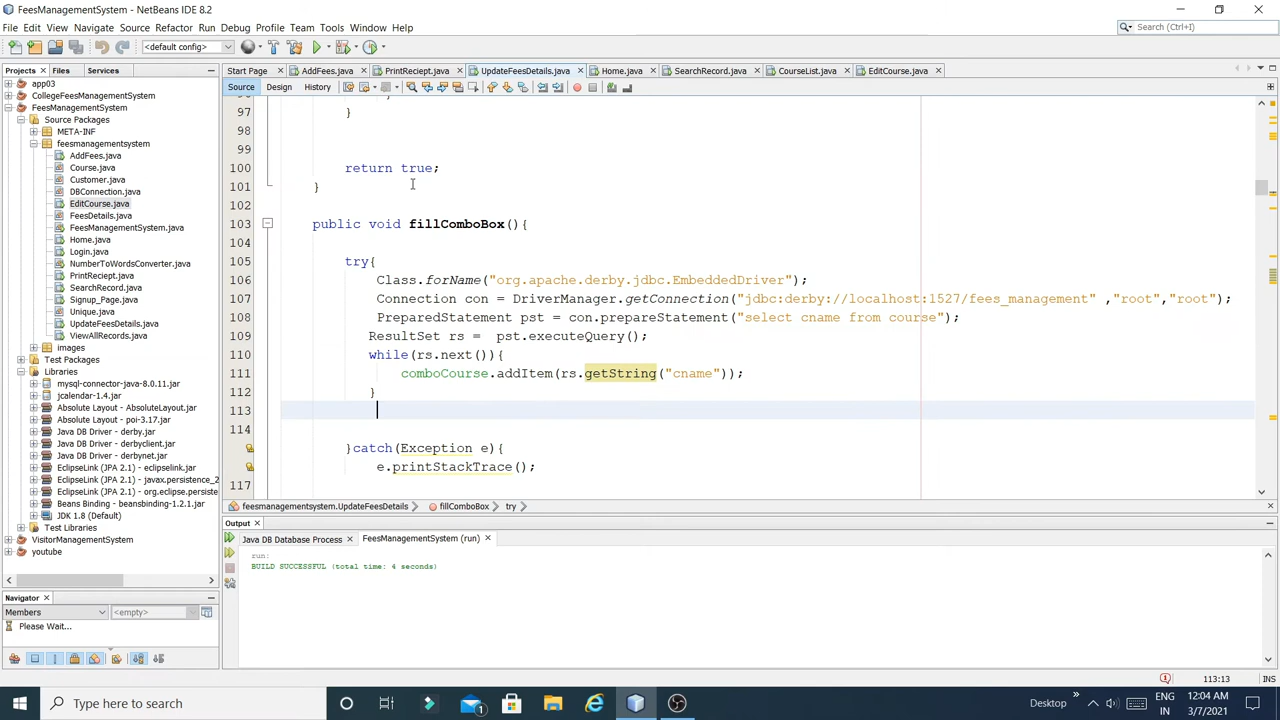 FeesManagementSystem - NetBeans IDE 8.2
File Edit View Navigate Source Refactor Run Debug Profile Team Tools Window Help
Search (Ctrl+I)
<default config>
Projects Files Services
Start Page AddFees.java PrintReciept.java UpdateFeesDetails.java Home.java SearchRecord.java CourseList.java EditCourse.java
Source Design History
app03
CollegeFeesManagementSystem
FeesManagementSystem
Source Packages
META-INF
feesmanagementsystem
AddFees.java
Course.java
Customer.java
DBConnection.java
EditCourse.java
FeesDetails.java
FeesManagementSystem.java
Home.java
Login.java
NumberToWordsConverter.java
PrintReciept.java
SearchRecord.java
Signup_Page.java
Unique.java
UpdateFeesDetails.java
ViewAllRecords.java
images
Test Packages
Libraries
mysql-connector-java-8.0.11.jar
jcalendar-1.4.jar
Absolute Layout - AbsoluteLayout.jar
Absolute Layout - poi-3.17.jar
Java DB Driver - derby.jar
Java DB Driver - derbyclient.jar
Java DB Driver - derbynet.jar
EclipseLink (JPA 2.1) - eclipselink.jar
EclipseLink (JPA 2.1) - javax.persistence_2
EclipseLink (JPA 2.1) - org.eclipse.persiste
Beans Binding - beansbinding-1.2.1.jar
JDK 1.8 (Default)
Test Libraries
VisitorManagementSystem
youtube
97 }
98
99
100 return true;
101 }
102
103 public void fillComboBox(){
104
105 try{
106 Class.forName("org.apache.derby.jdbc.EmbeddedDriver");
107 Connection con = DriverManager.getConnection("jdbc:derby://localhost:1527/fees_management" ,"root","root");
108 PreparedStatement pst = con.prepareStatement("select cname from course");
109 ResultSet rs = pst.executeQuery();
110 while(rs.next()){
111 comboCourse.addItem(rs.getString("cname"));
112 }
113
114
}catch(Exception e){
e.printStackTrace();
117
feesmanagementsystem.UpdateFeesDetails fillComboBox try
Output
Java DB Database Process FeesManagementSystem (run)
run:
BUILD SUCCESSFUL (total time: 4 seconds)
Navigator
Members <empty>
Please Wait...
113:13 INS
Type here to search
1
Desktop
ENG
IN
12:04 AM
3/7/2021